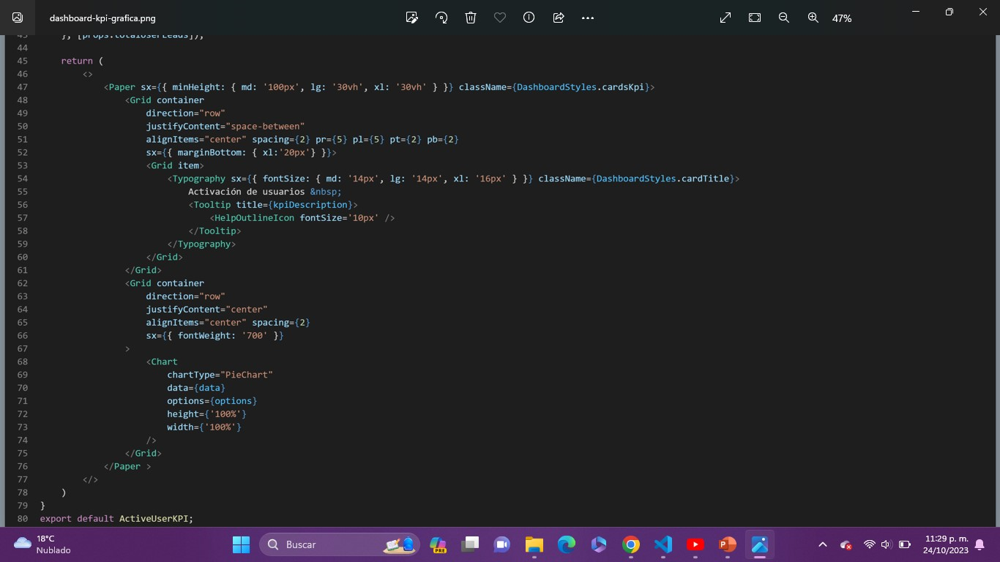 dashboard-kpi-grafica.png
47%
43 }, [props.totalUserLeads]);
44
45 return (
46 <>
47 <Paper sx={{ minHeight: { md: '100px', lg: '30vh', xl: '30vh' } }} className={DashboardStyles.cardsKpi}>
48 <Grid container
49 direction="row"
50 justifyContent="space-between"
51 alignItems="center" spacing={2} pr={5} pl={5} pt={2} pb={2}
52 sx={{ marginBottom: { xl:'20px'} }}>
53 <Grid item>
54 <Typography sx={{ fontSize: { md: '14px', lg: '14px', xl: '16px' } }} className={DashboardStyles.cardTitle}>
55 Activación de usuarios &nbsp;
56 <Tooltip title={kpiDescription}>
57 <HelpOutlineIcon fontSize='10px' />
58 </Tooltip>
59 </Typography>
60 </Grid>
61 </Grid>
62 <Grid container
63 direction="row"
64 justifyContent="center"
65 alignItems="center" spacing={2}
66 sx={{ fontWeight: '700' }}
67 >
68 <Chart
69 chartType="PieChart"
70 data={data}
71 options={options}
72 height={'100%'}
73 width={'100%'}
74 />
75 </Grid>
76 </Paper >
77 </>
78 )
79 }
80 export default ActiveUserKPI;
18°C
Nublado
Buscar
PRE
11:29 p. m.
24/10/2023